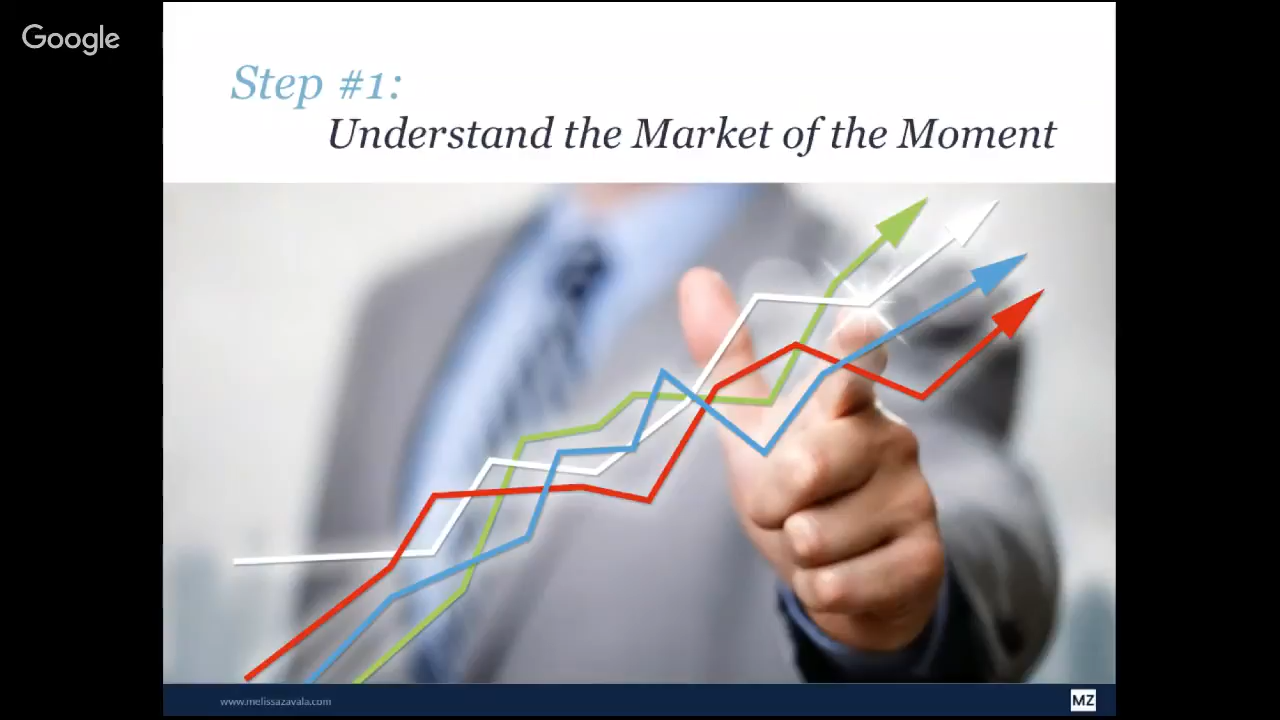 Google
Step #1:
Understand the Market of the Moment
www.melissazavala.com
MZ